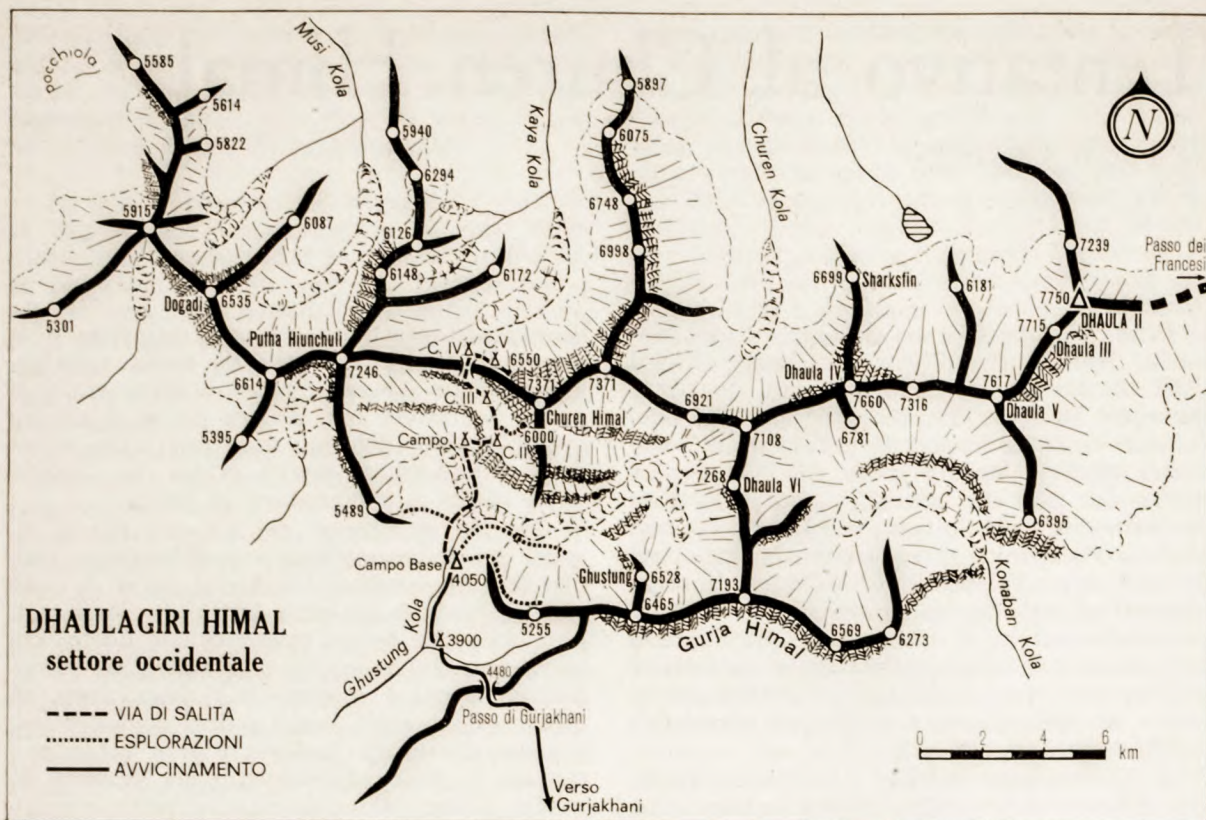 Pocchiola
5585
5614
5822
5915
5301
Dogadi
6535
6087
Musi Kola
5940
6294
6126
6148
6172
Kaya Kola
5897
6075
6748
6998
Churen Kola
N
7239
Passo dei Francesi
7750
DHAULA II
7715
Dhaula III
6699
Sharksfin
6181
Putha Hiunchuli
7246
6614
5395
5489
C. IV
C. V
6550
C. III
Campo I
C. II
7371
Churen Himal
6000
7371
6921
7108
Dhaula IV
7660
7316
7617
Dhaula V
6781
6395
7268
Dhaula VI
Campo Base
4050
Ghustung
6528
6465
5255
7193
Gurja Himal
6569
6273
Konaban Kola
Ghustung Kola
3900
4480
Passo di Gurjakhani
Verso
Gurjakhani
DHAULAGIRI HIMAL
settore occidentale
VIA DI SALITA
ESPLORAZIONI
AVVICINAMENTO
0 2 4 6
km